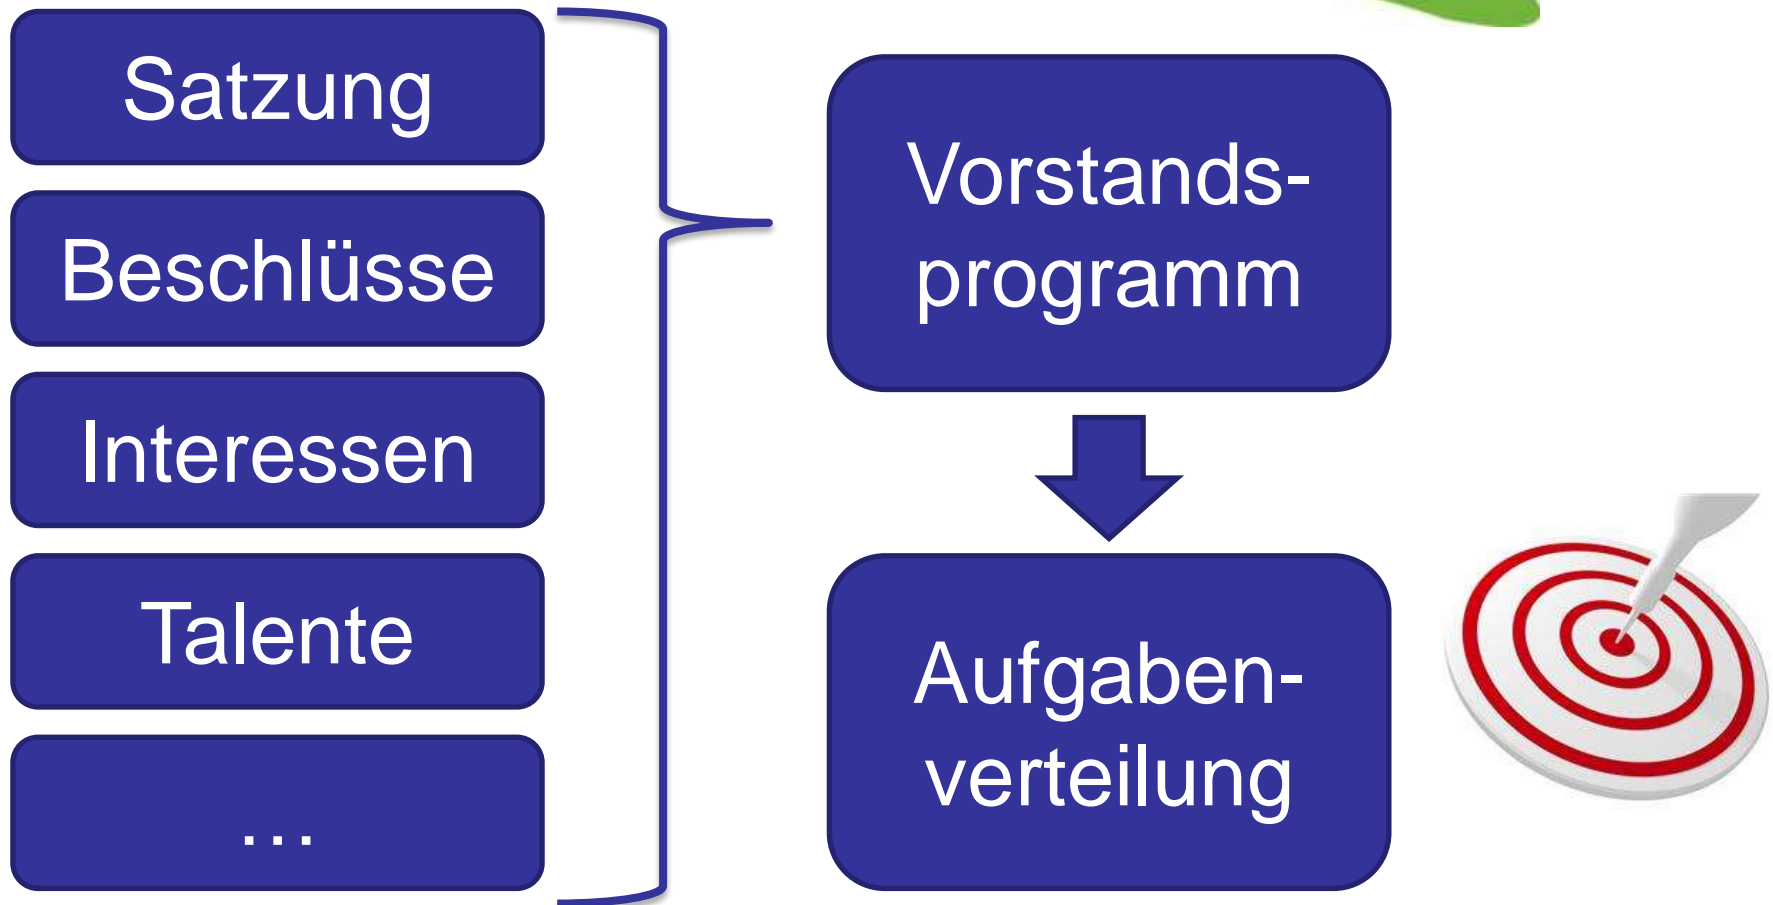 Satzung
Beschlüsse
Interessen
Talente
...
Vorstands-
programm
Aufgaben-
verteilung